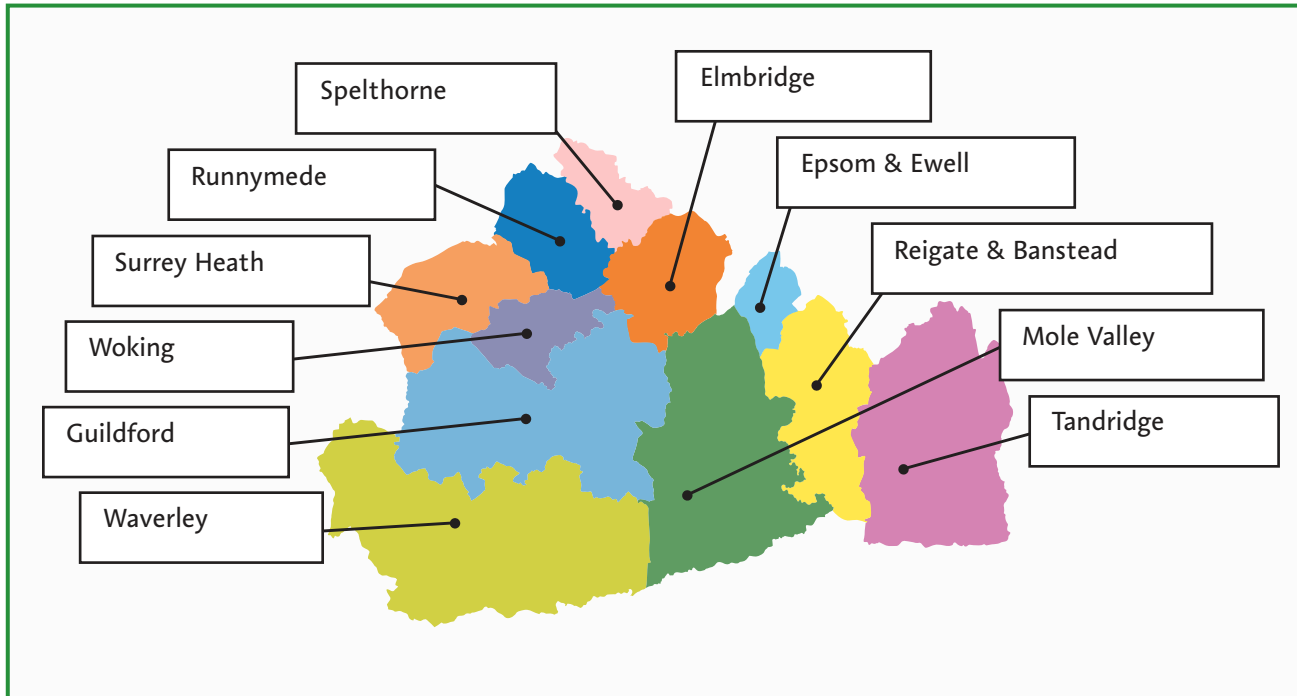 Spelthorne
Elmbridge
Runnymede
Epsom & Ewell
Surrey Heath
Reigate & Banstead
Woking
Mole Valley
Guildford
Tandridge
Waverley